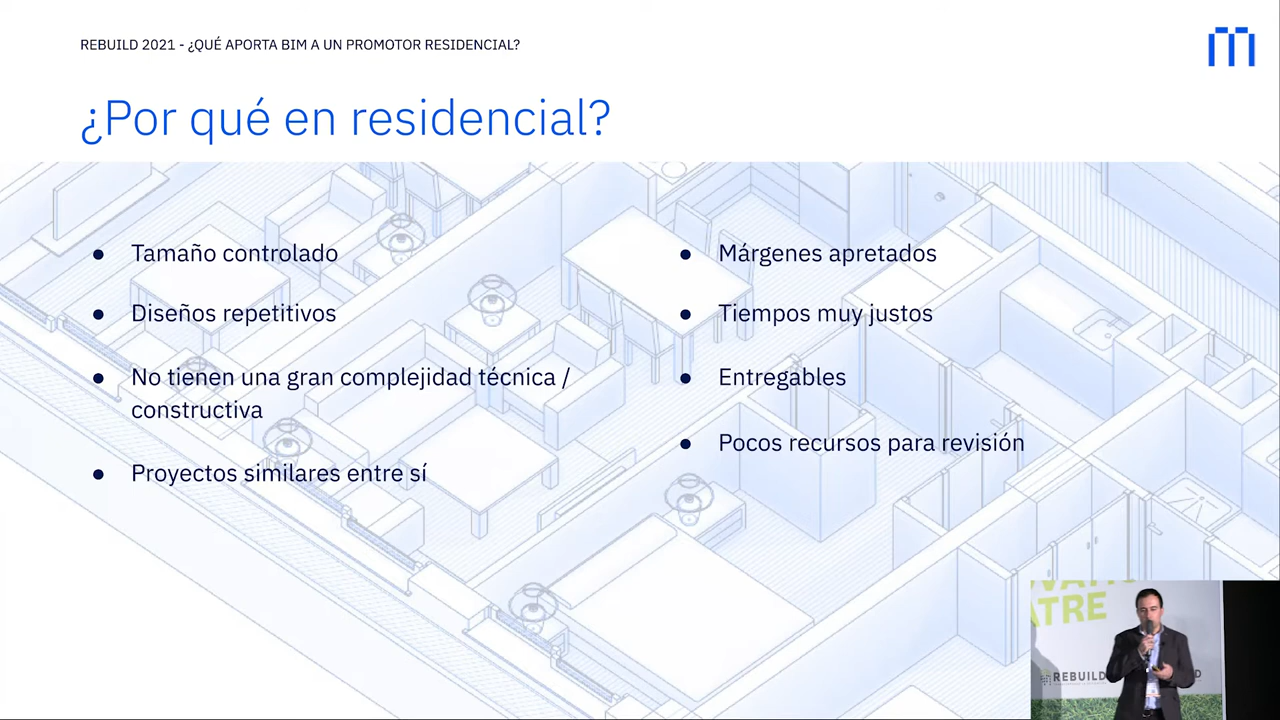 REBUILD 2021 - ¿QUÉ APORTA BIM A UN PROMOTOR RESIDENCIAL?
¿Por qué en residencial?
● Tamaño controlado
● Diseños repetitivos
● No tienen una gran complejidad técnica /
constructiva
● Proyectos similares entre sí
● Márgenes apretados
● Tiempos muy justos
● Entregables
● Pocos recursos para revisión
ATRE
REBUILD